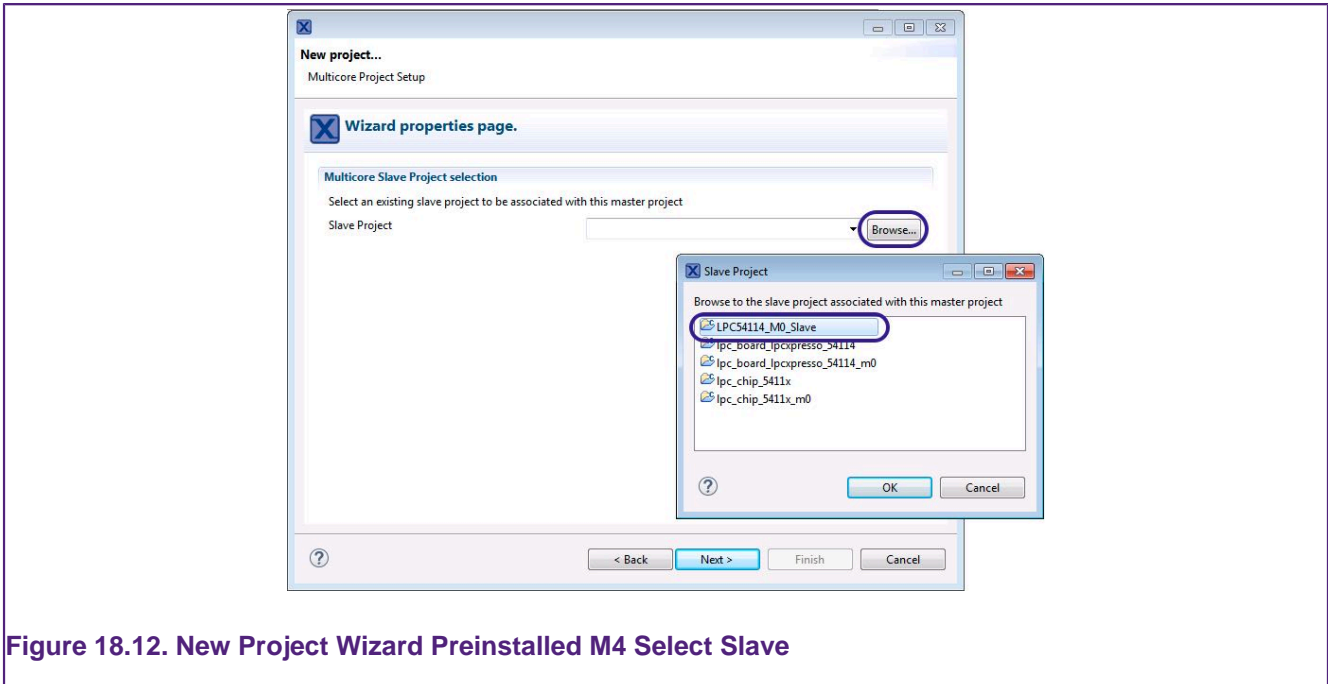 New project...
Multicore Project Setup
Wizard properties page.
Multicore Slave Project selection
Select an existing slave project to be associated with this master project
Slave Project
Browse...
Slave Project
Browse to the slave project associated with this master project
LPC54114_M0_Slave
lpc_board_lpcxpresso_54114
lpc_board_lpcxpresso_54114_m0
lpc_chip_5411x
lpc_chip_5411x_m0
OK Cancel
< Back Next > Finish Cancel
Figure 18.12. New Project Wizard Preinstalled M4 Select Slave